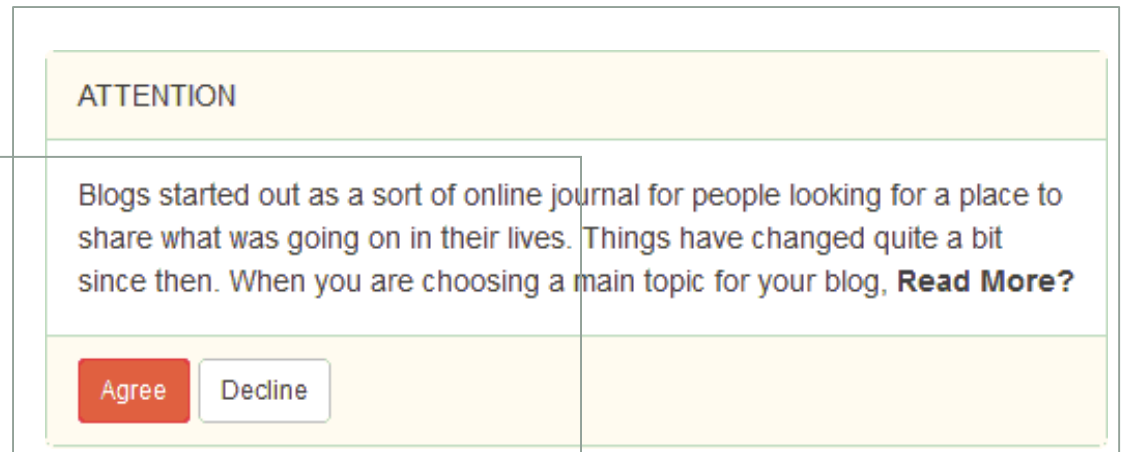 ATTENTION
Blogs started out as a sort of online journal for people looking for a place to
share what was going on in their lives. Things have changed quite a bit
since then. When you are choosing a main topic for your blog, Read More?
Agree Decline